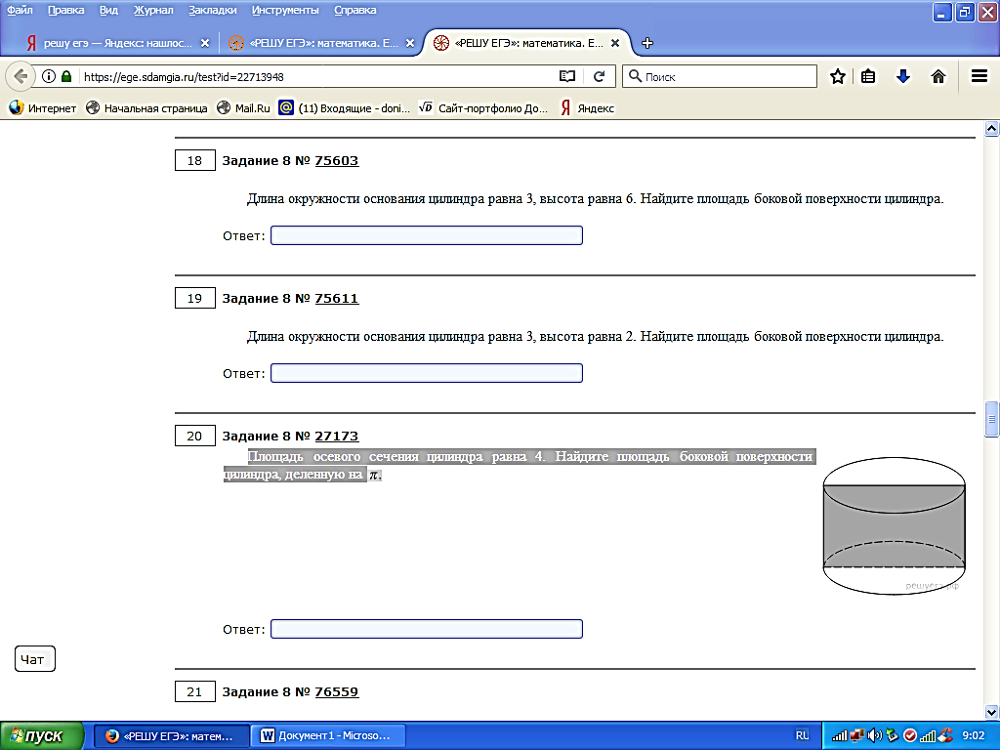 Файл Правка Вид Журнал Закладки Инструменты Справка
решу егэ — Яндекс: нашлос... «РЕШУ ЕГЭ»: математика. Е... «РЕШУ ЕГЭ»: математика. Е...
https://ege.sdamgia.ru/test?id=22713948 Поиск
Интернет Начальная страница Mail.Ru (11) Входящие - doni... Сайт-портфолио До... Яндекс
18 Задание 8 № 75603
Длина окружности основания цилиндра равна 3, высота равна 6. Найдите площадь боковой поверхности цилиндра.
Ответ:
19 Задание 8 № 75611
Длина окружности основания цилиндра равна 3, высота равна 2. Найдите площадь боковой поверхности цилиндра.
Ответ:
20 Задание 8 № 27173
Площадь осевого сечения цилиндра равна 4. Найдите площадь боковой поверхности
цилиндра, деленную на π.
решуегэ.рф
Ответ:
Чат
21 Задание 8 № 76559
пуск «РЕШУ ЕГЭ»: матем... Документ1 - Microso... RU 9:02